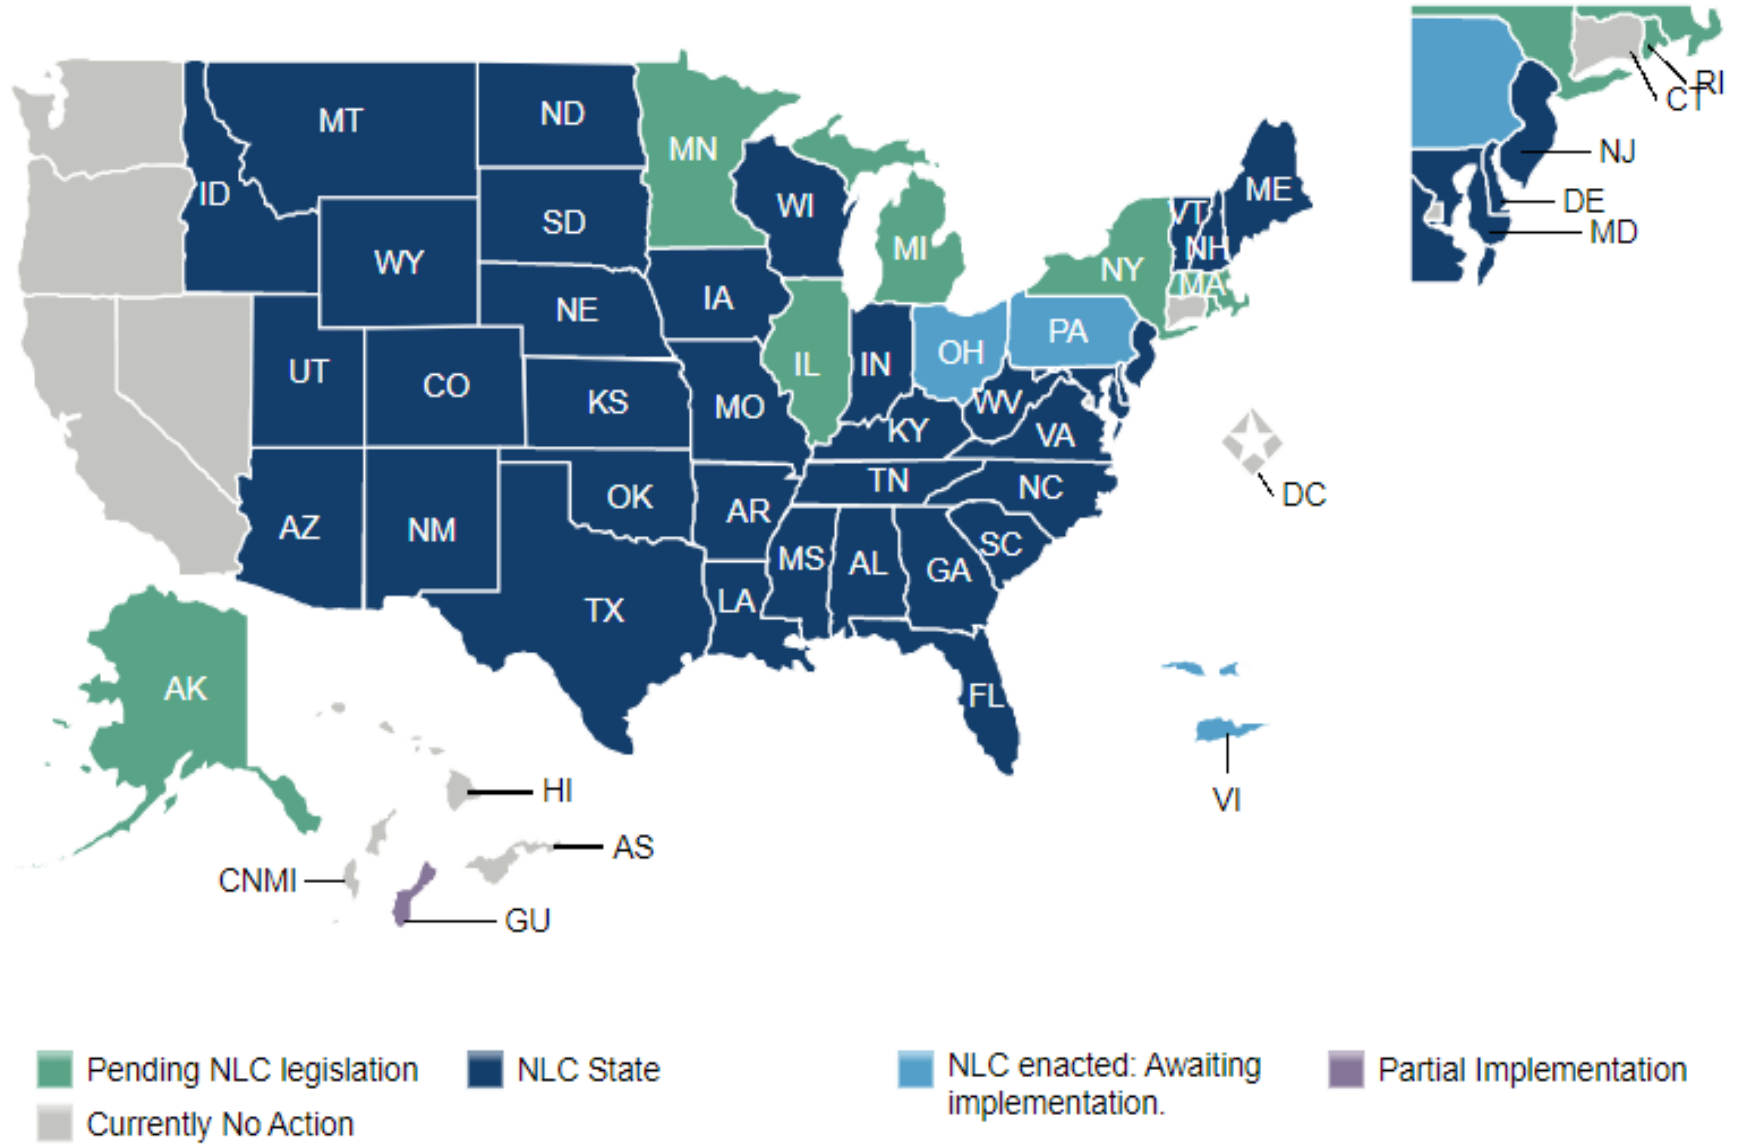 RI
CT
MT
ND
MN
NJ
ID
SD
WI
VT
ME
DE
MD
WY
MI
NH
NY
MA
NE
IA
UT
CO
KS
IL
IN
OH
PA
MO
WV
KY
VA
AZ
NM
OK
AR
TN
NC
DC
TX
LA
MS
AL
GA
SC
AK
FL
HI
VI
AS
CNMI
GU
Pending NLC legislation
NLC State
NLC enacted: Awaiting
implementation.
Partial Implementation
Currently No Action